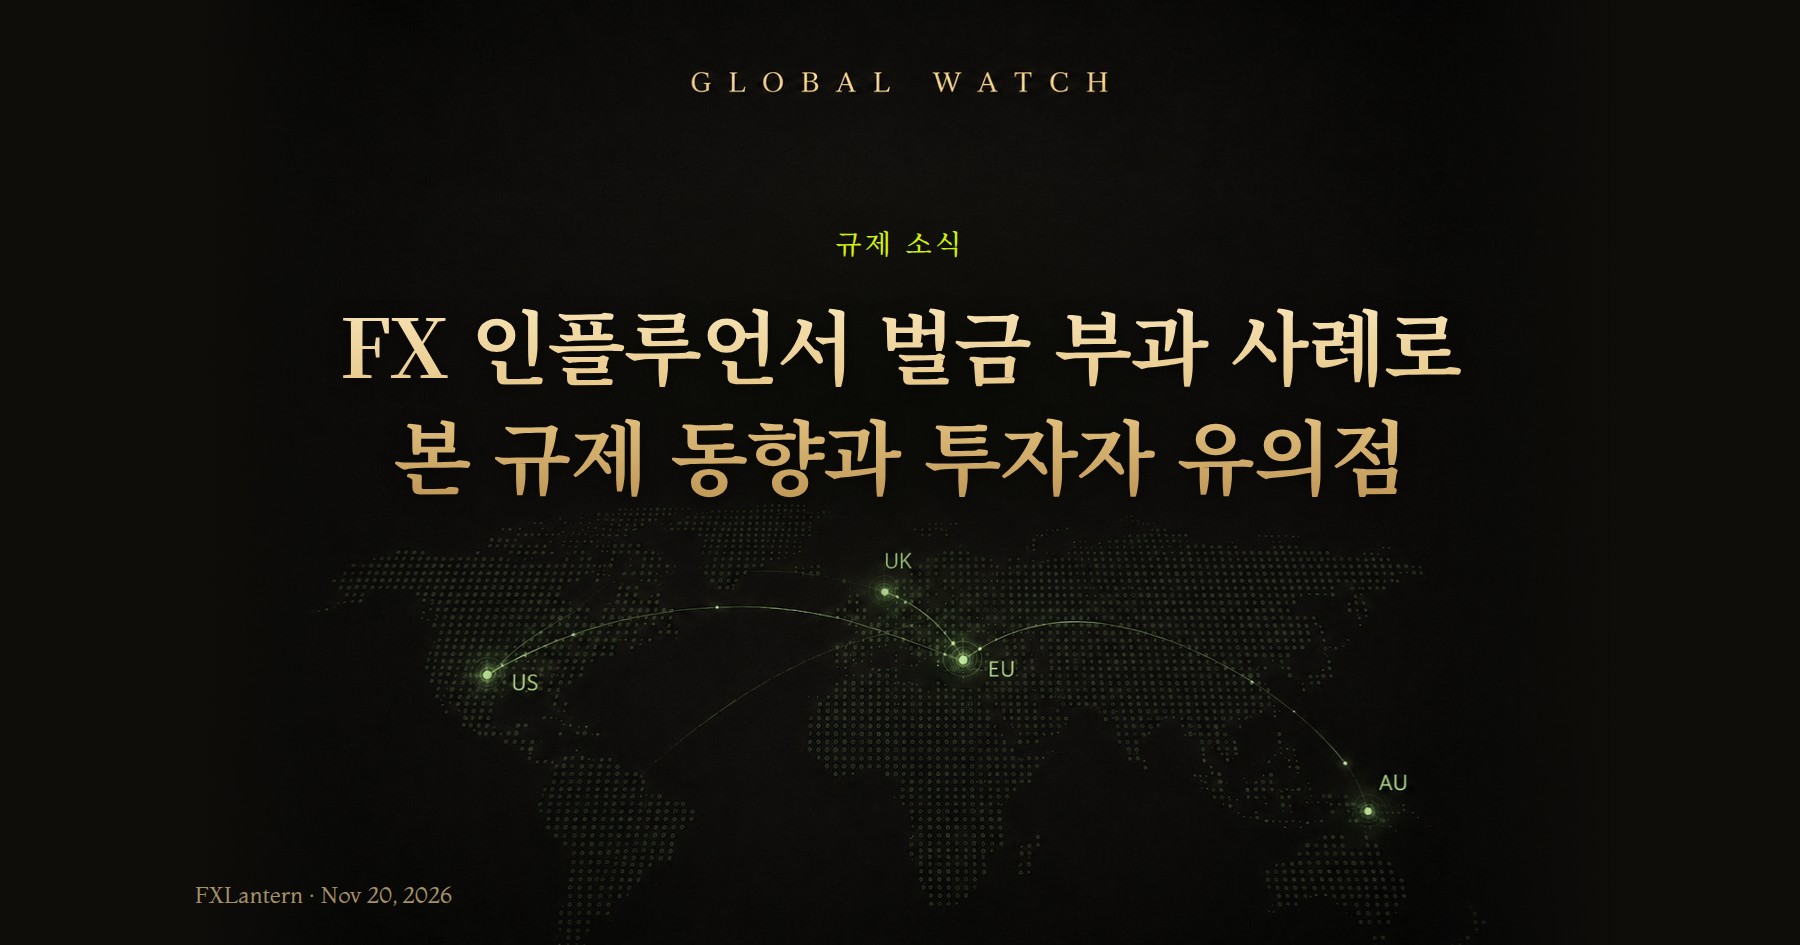 GLOBAL WATCH
규제 소식
FX 인플루언서 벌금 부과 사례로
본 규제 동향과 투자자 유의점
UK
US
EU
AU
FXLantern · Nov 20, 2026